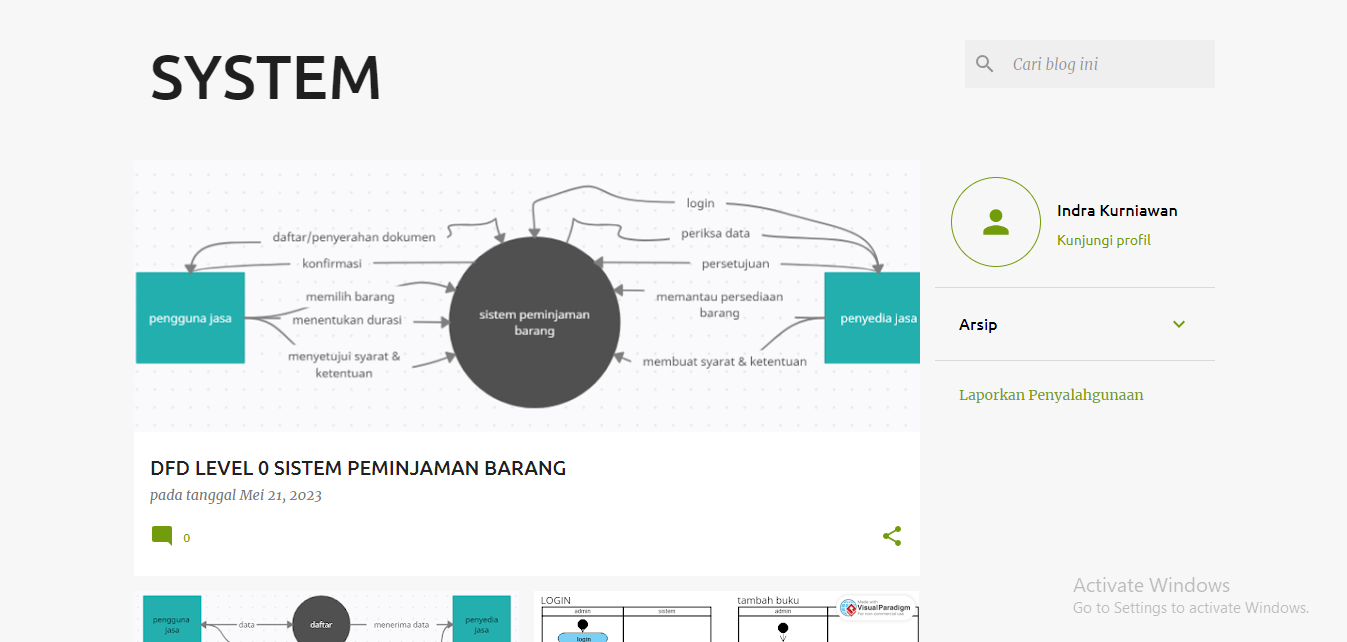 SYSTEM
Cari blog ini
login
daftar/penyerahan dokumen
periksa data
konfirmasi
persetujuan
memilih barang
memantau persediaan
barang
pengguna jasa
menentukan durasi
sistem peminjaman
barang
penyedia jasa
menyetujui syarat &
ketentuan
membuat syarat & ketentuan
Indra Kurniawan
Kunjungi profil
Arsip
Laporkan Penyalahgunaan
DFD LEVEL 0 SISTEM PEMINJAMAN BARANG
pada tanggal Mei 21, 2023
0
pengguna
jasa
data
daftar
menerima data
penyedia
jasa
LOGIN
admin
sistem
login
tambah buku
admin
Made with
VisualParadigm
For non-commercial use
Activate Windows
Go to Settings to activate Windows.